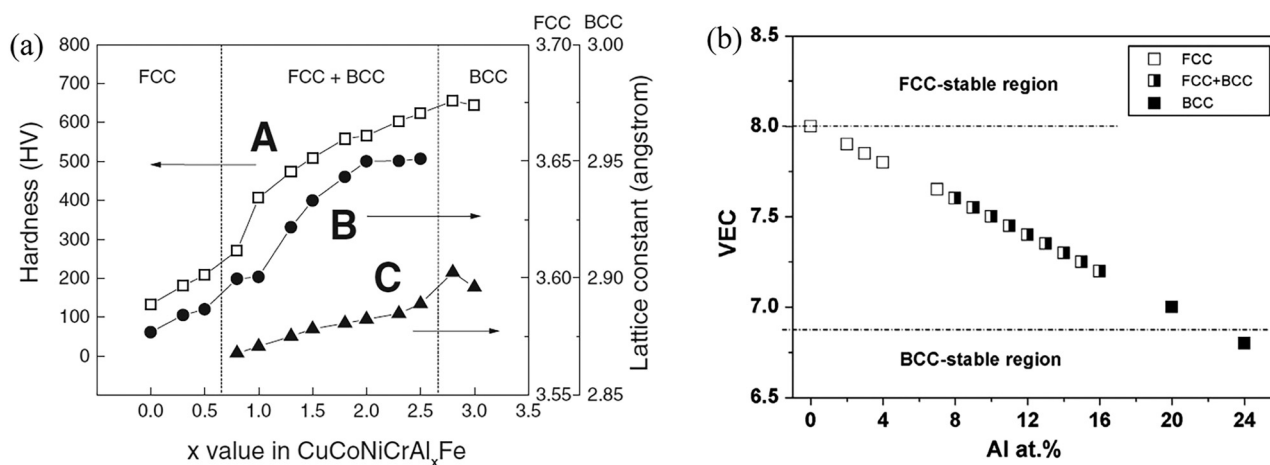 (a)
FCC BCC
800
700
600
500
400
300
200
100
0
Hardness (HV)
FCC
FCC + BCC
BCC
A
B
C
3.70 3.00
3.65 2.95
3.60 2.90
3.55 2.85
Lattice constant (angstrom)
0.0 0.5 1.0 1.5 2.0 2.5 3.0 3.5
x value in CuCoNiCrAlxFe
(b)
8.5
8.0
7.5
7.0
6.5
VEC
FCC
FCC+BCC
BCC
FCC-stable region
BCC-stable region
0 4 8 12 16 20 24
Al at.%